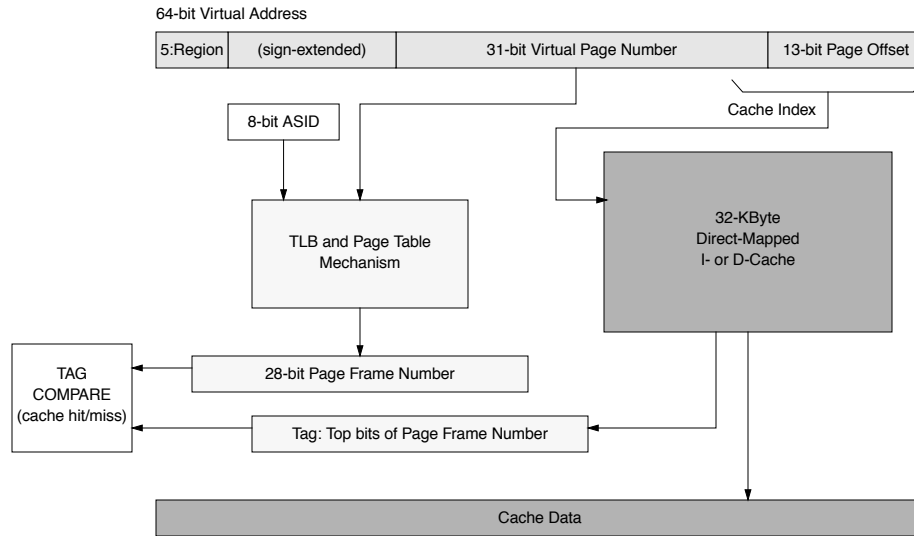 64-bit Virtual Address
5:Region
(sign-extended)
31-bit Virtual Page Number
13-bit Page Offset
8-bit ASID
Cache Index
TLB and Page Table
Mechanism
32-KByte
Direct-Mapped
I- or D-Cache
TAG
COMPARE
(cache hit/miss)
28-bit Page Frame Number
Tag: Top bits of Page Frame Number
Cache Data